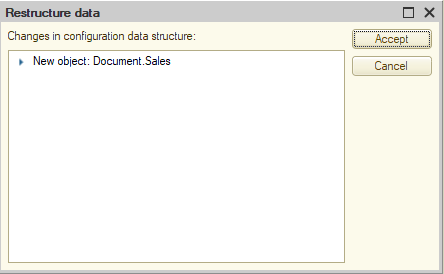 Restructure data
Changes in configuration data structure:
Accept
New object: Document.Sales
Cancel